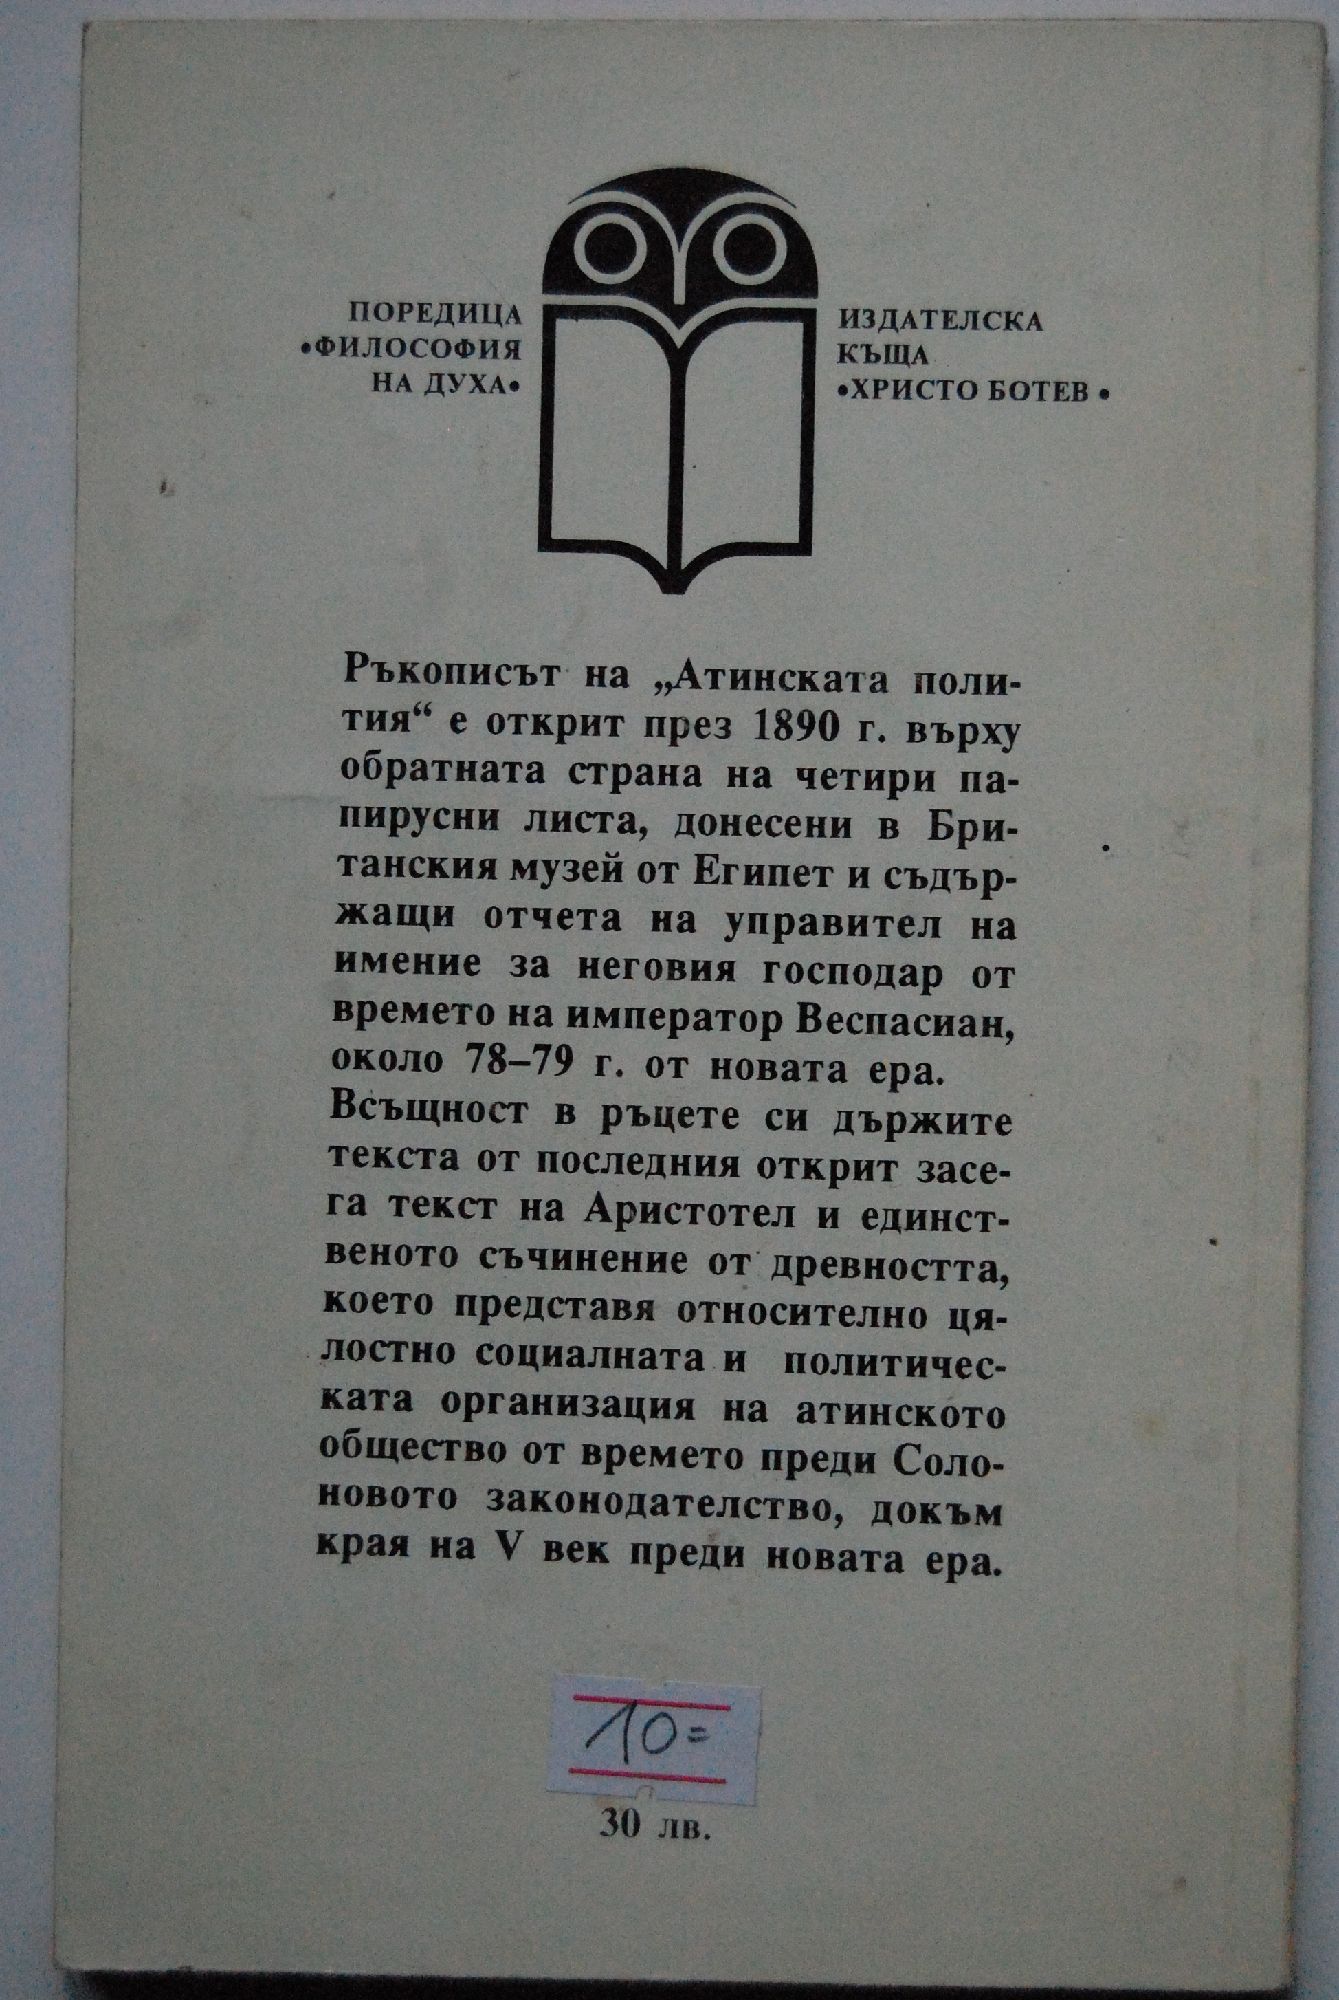 ПОРЕДИЦА
•ФИЛОСОФИЯ
НА ДУХА•
ИЗДАТЕЛСКА
КЪЩА
•ХРИСТО БОТЕВ•
Ръкописът на „Атинската поли-
тия“ е открит през 1890 г. върху
обратната страна на четири па-
пирусни листа, донесени в Бри-
танския музей от Египет и съдър-
жащи отчета на управител на
имение за неговия господар от
времето на император Веспасиан,
около 78–79 г. от новата ера.
Всъщност в ръцете си държите
текста от последния открит засе-
га текст на Аристотел и единст-
веното съчинение от древността,
което представя относително ця-
лостно социалната и политичес-
ката организация на атинското
общество от времето преди Соло-
новото законодателство, докъм
края на V век преди новата ера.
10=
30 лв.